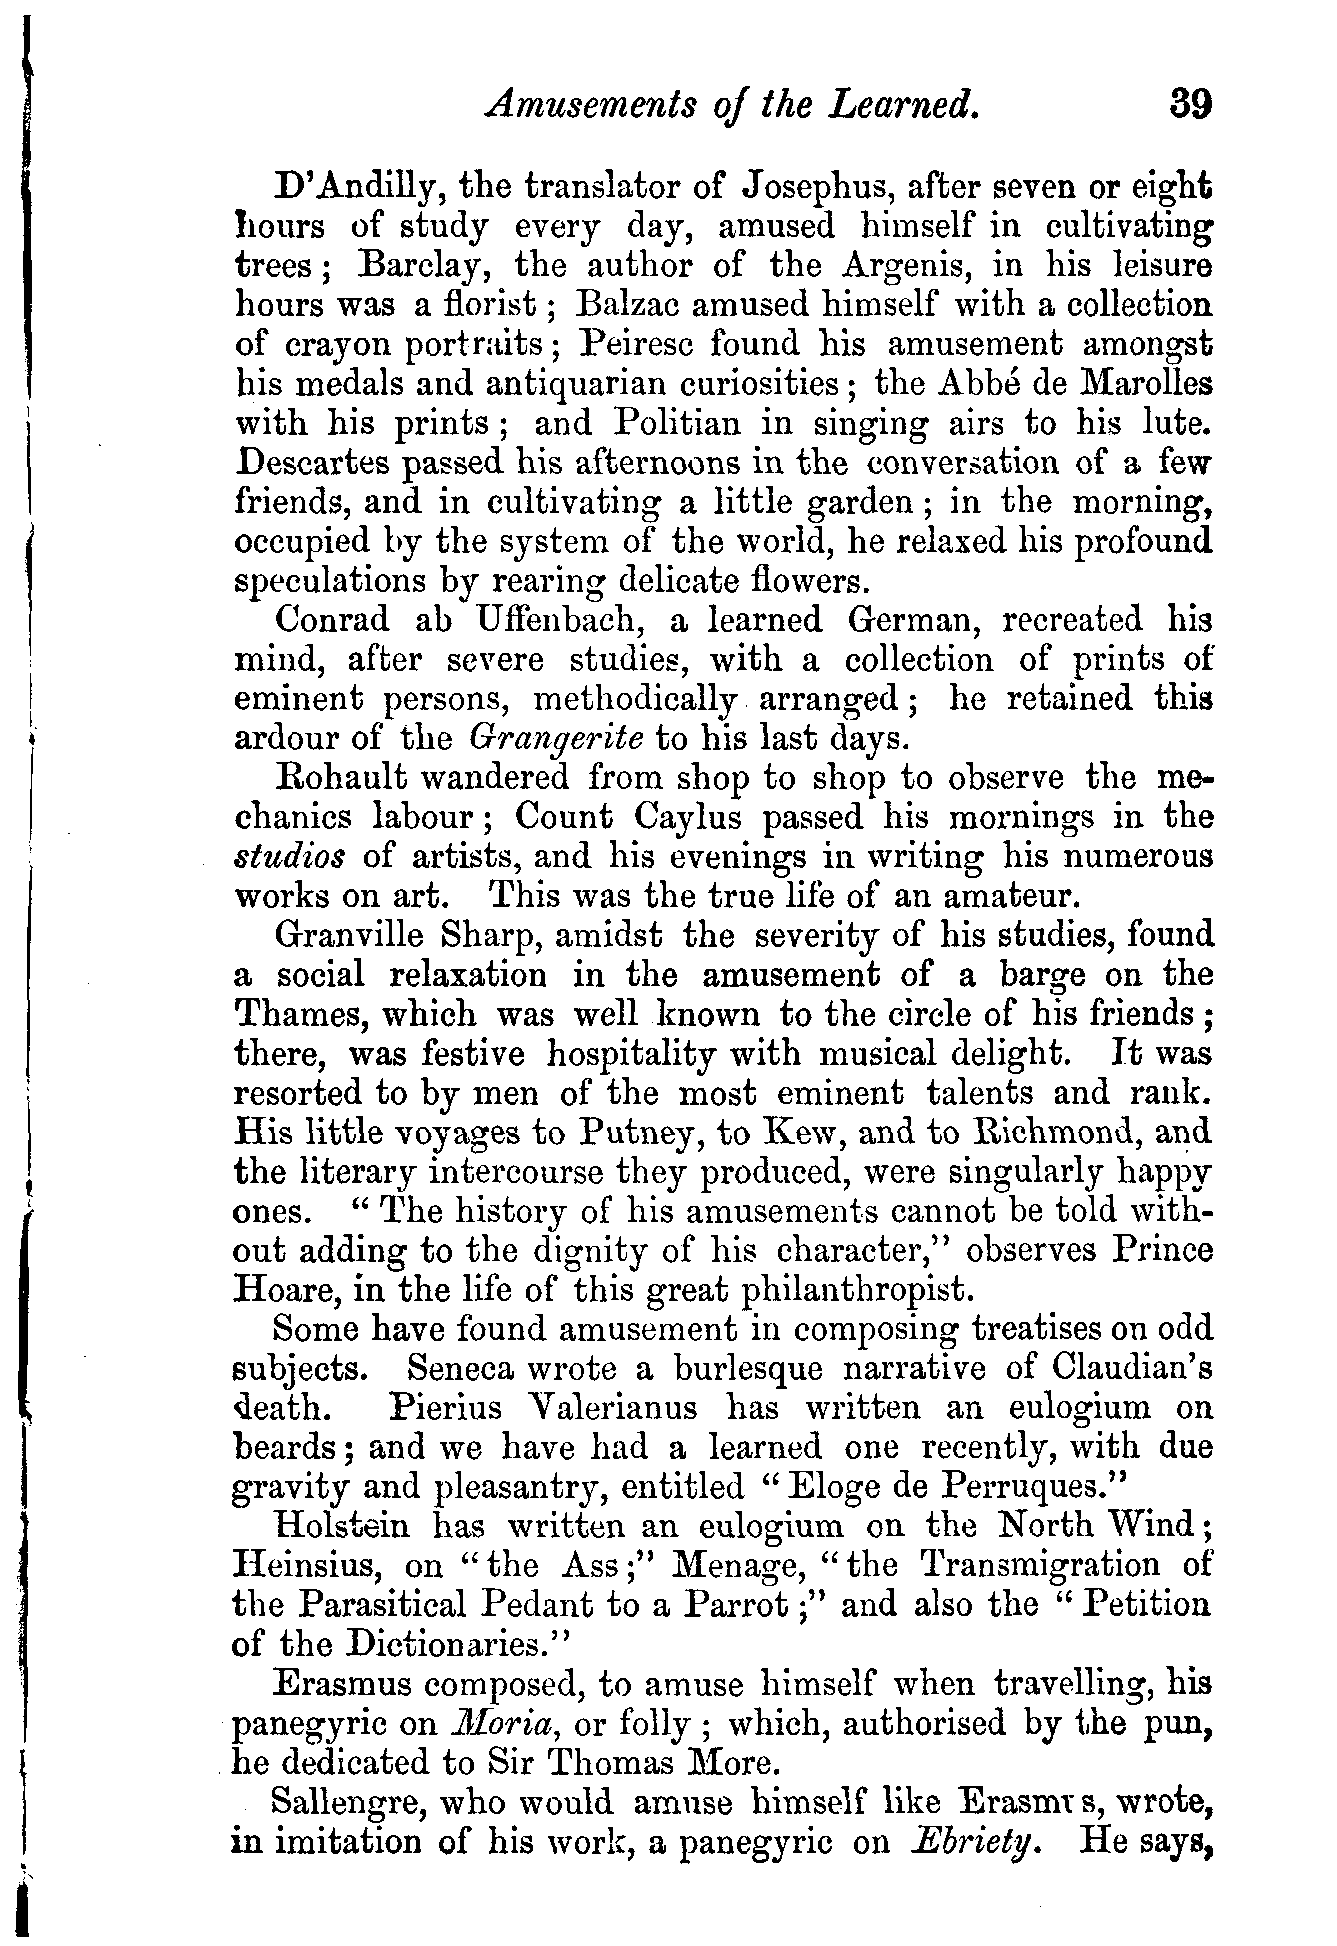 Amusements of the Learned. 39
D'Andilly, the translator of Josephus, after seven or eight
hours of study every day, amused himself in cultivating
trees; Barclay, the author of the Argenis, in his leisure
hours was a florist; Balzac amused himself with a collection
of crayon portraits; Peiresc found his amusement amongst
his medals and antiquarian curiosities; the Abbé de Marolles
with his prints; and Politian in singing airs to his lute.
Descartes passed his afternoons in the conversation of a few
friends, and in cultivating a little garden; in the morning,
occupied by the system of the world, he relaxed his profound
speculations by rearing delicate flowers.
Conrad ab Uffenbach, a learned German, recreated his
mind, after severe studies, with a collection of prints of
eminent persons, methodically arranged; he retained this
ardour of the Grangerite to his last days.
Rohault wandered from shop to shop to observe the me-
chanics labour; Count Caylus passed his mornings in the
studios of artists, and his evenings in writing his numerous
works on art. This was the true life of an amateur.
Granville Sharp, amidst the severity of his studies, found
a social relaxation in the amusement of a barge on the
Thames, which was well known to the circle of his friends;
there, was festive hospitality with musical delight. It was
resorted to by men of the most eminent talents and rank.
His little voyages to Putney, to Kew, and to Richmond, and
the literary intercourse they produced, were singularly happy
ones. "The history of his amusements cannot be told with-
out adding to the dignity of his character," observes Prince
Hoare, in the life of this great philanthropist.
Some have found amusement in composing treatises on odd
subjects. Seneca wrote a burlesque narrative of Claudian's
death. Pierius Valerianus has written an eulogium on
beards; and we have had a learned one recently, with due
gravity and pleasantry, entitled "Eloge de Perruques."
Holstein has written an eulogium on the North Wind;
Heinsius, on "the Ass;" Menage, "the Transmigration of
the Parasitical Pedant to a Parrot;" and also the "Petition
of the Dictionaries."
Erasmus composed, to amuse himself when travelling, his
panegyric on Moria, or folly; which, authorised by the pun,
he dedicated to Sir Thomas More.
Sallengre, who would amuse himself like Erasmus, wrote,
in imitation of his work, a panegyric on Ebriety. He says,